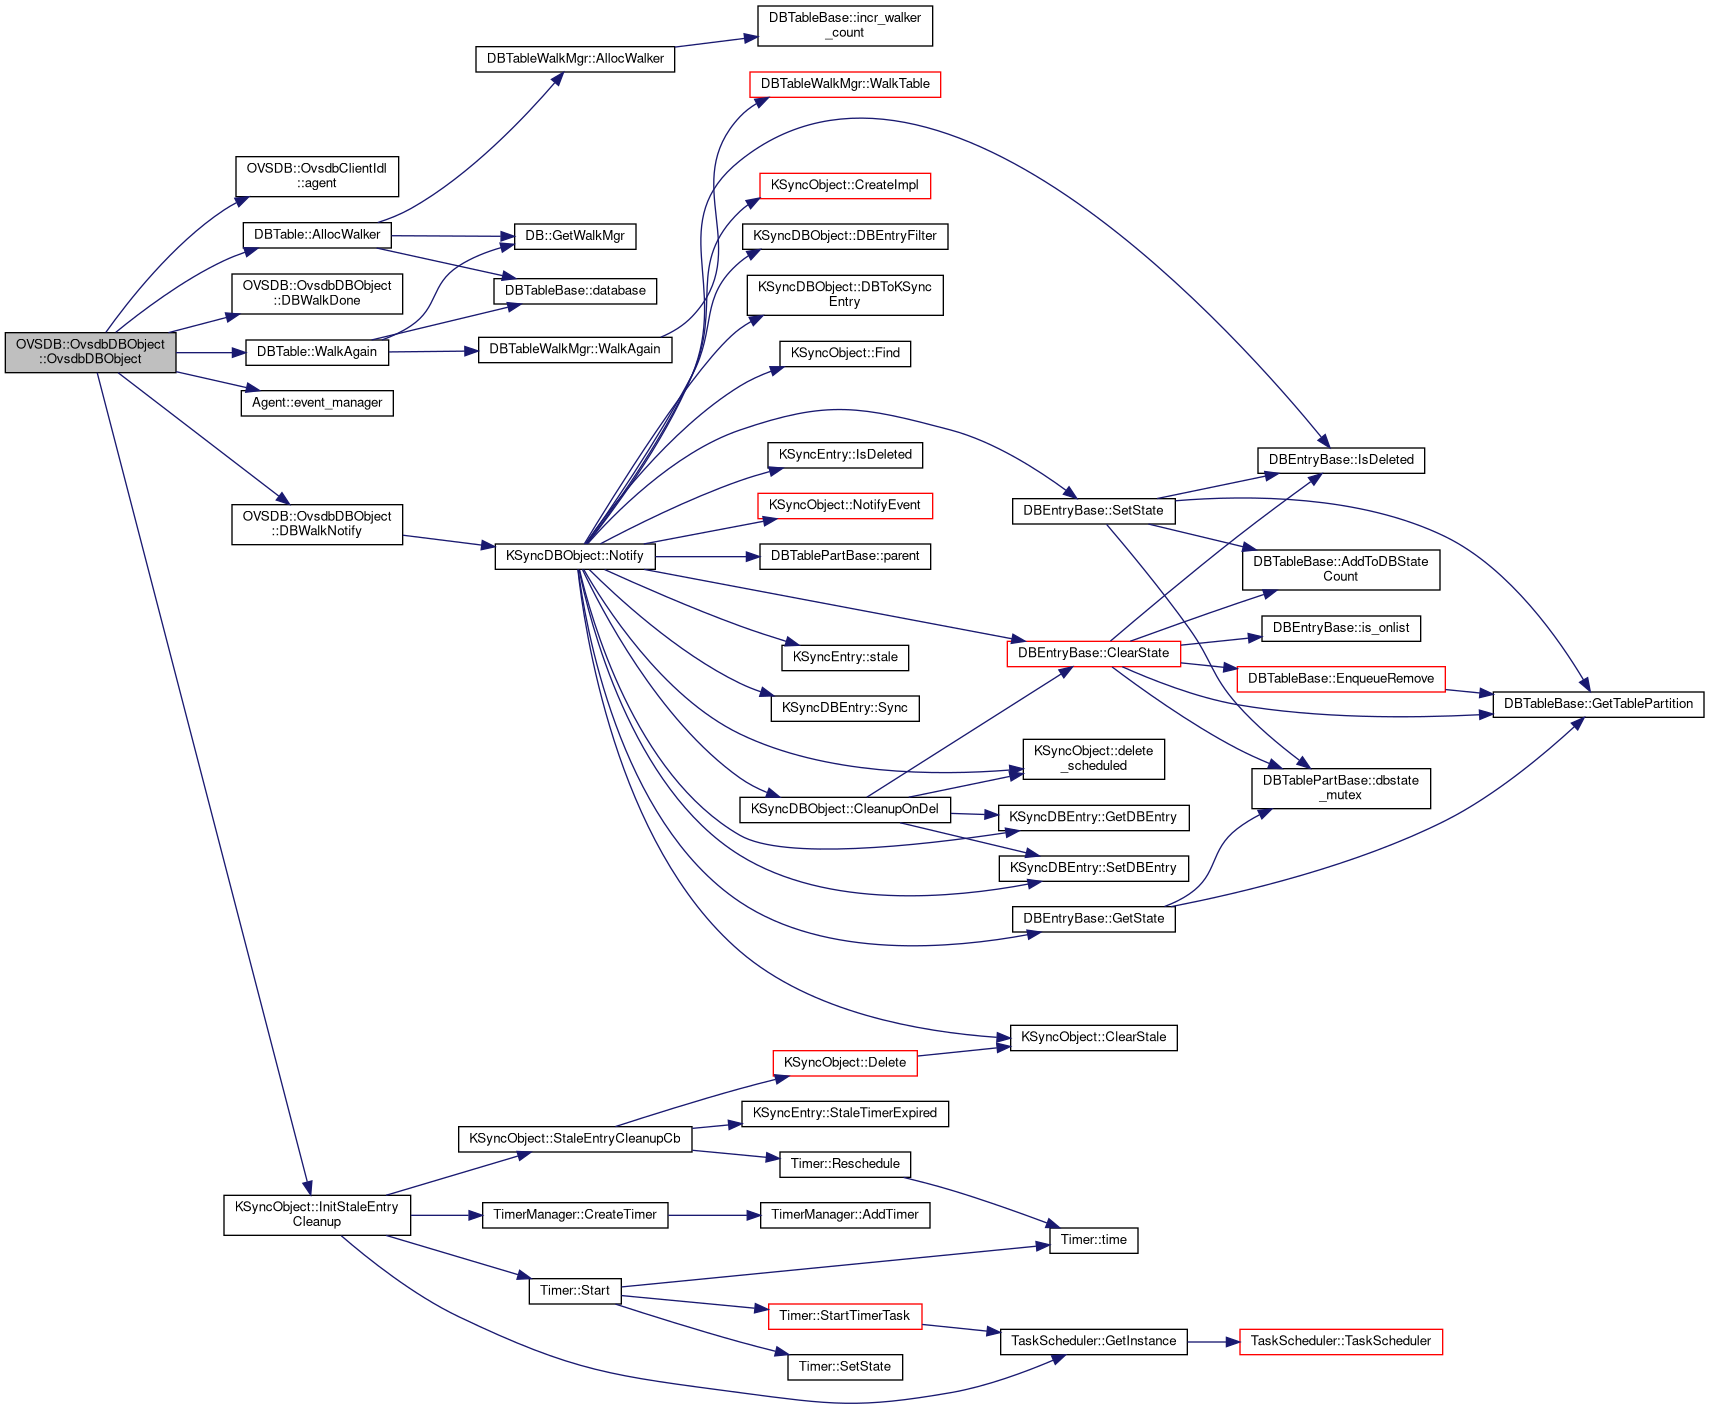 DBTableBase::incr_walker
_count
DBTableWalkMgr::AllocWalker
DBTableWalkMgr::WalkTable
OVSDB::OvsdbClientIdl
::agent
KSyncObject::CreateImpl
DBTable::AllocWalker
DB::GetWalkMgr
KSyncDBObject::DBEntryFilter
OVSDB::OvsdbDBObject
::DBWalkDone
DBTableBase::database
KSyncDBObject::DBToKSync
Entry
OVSDB::OvsdbDBObject
::OvsdbDBObject
DBTable::WalkAgain
DBTableWalkMgr::WalkAgain
KSyncObject::Find
Agent::event_manager
KSyncEntry::IsDeleted
DBEntryBase::IsDeleted
KSyncObject::NotifyEvent
DBEntryBase::SetState
OVSDB::OvsdbDBObject
::DBWalkNotify
KSyncDBObject::Notify
DBTablePartBase::parent
DBTableBase::AddToDBState
Count
DBEntryBase::is_onlist
KSyncEntry::stale
DBEntryBase::ClearState
DBTableBase::EnqueueRemove
KSyncDBEntry::Sync
DBTableBase::GetTablePartition
KSyncObject::delete
_scheduled
DBTablePartBase::dbstate
_mutex
KSyncDBObject::CleanupOnDel
KSyncDBEntry::GetDBEntry
KSyncDBEntry::SetDBEntry
DBEntryBase::GetState
KSyncObject::ClearStale
KSyncObject::Delete
KSyncEntry::StaleTimerExpired
KSyncObject::StaleEntryCleanupCb
Timer::Reschedule
KSyncObject::InitStaleEntry
Cleanup
TimerManager::CreateTimer
TimerManager::AddTimer
Timer::time
Timer::Start
Timer::StartTimerTask
TaskScheduler::GetInstance
TaskScheduler::TaskScheduler
Timer::SetState